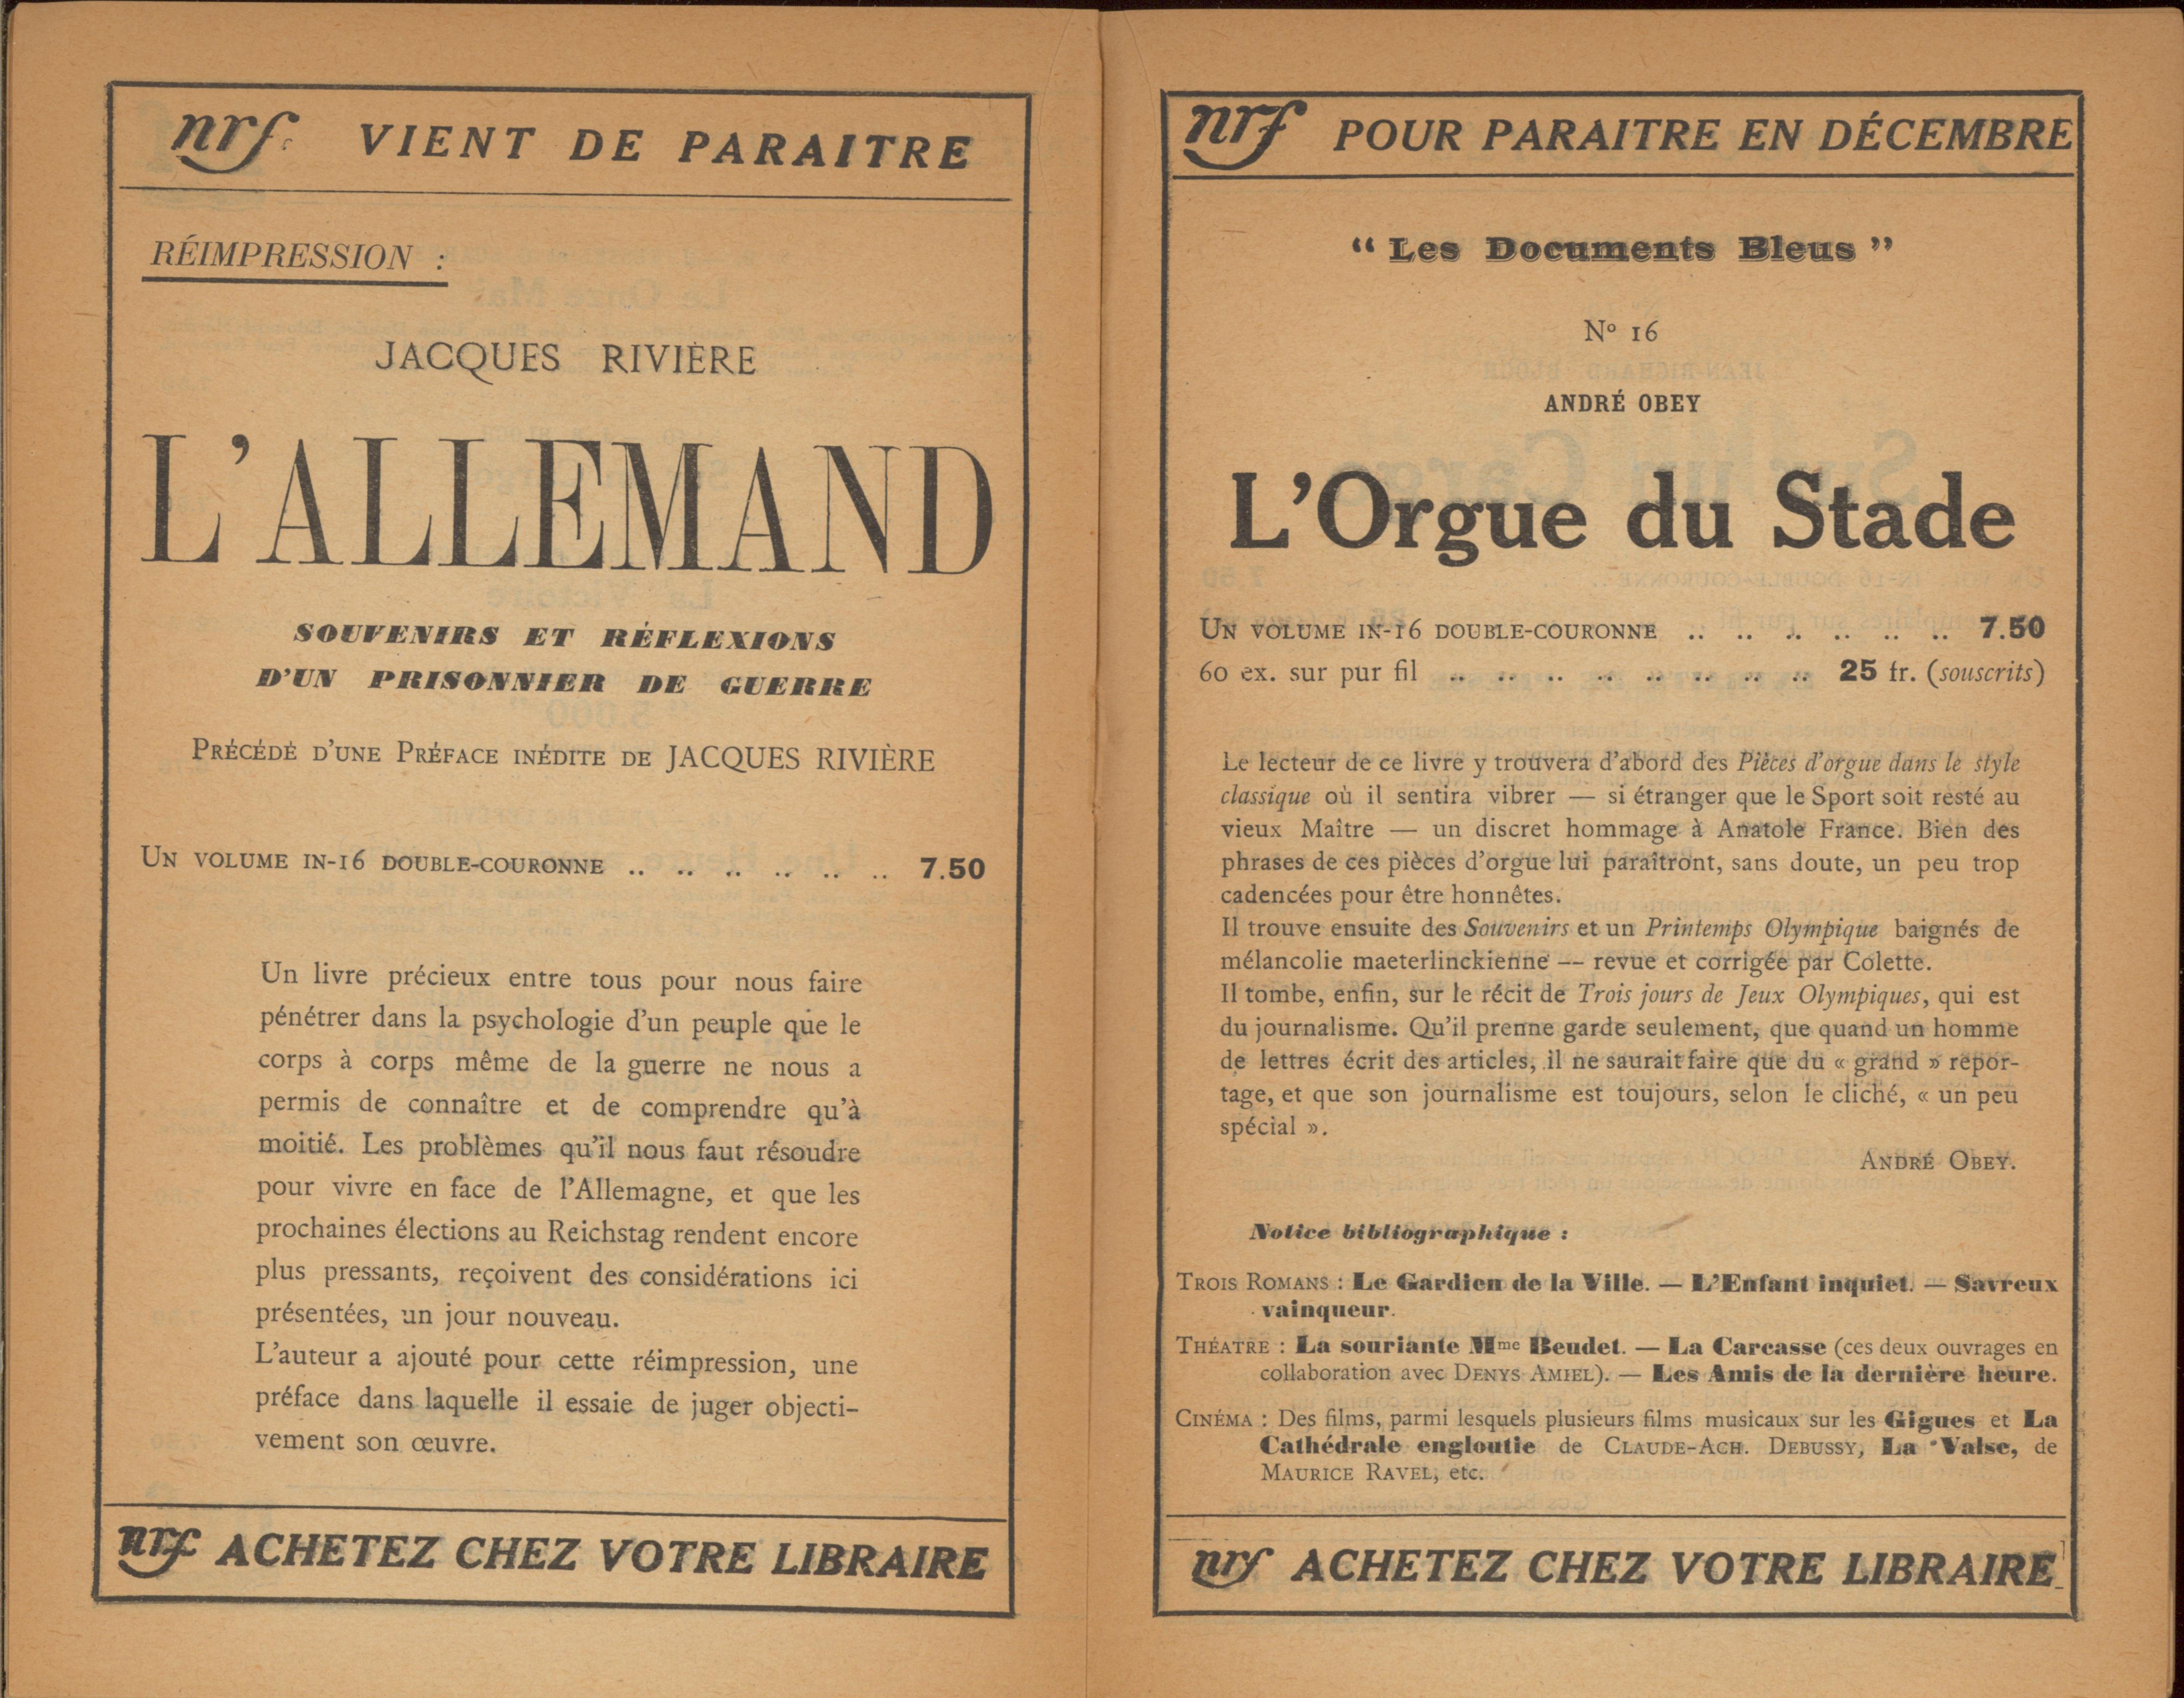 nrf VIENT DE PARAITRE
RÉIMPRESSION :
JACQUES RIVIÈRE
L'ALLEMAND
SOUVENIRS ET RÉFLEXIONS
D'UN PRISONNIER DE GUERRE
PRÉCÉDÉ D'UNE PRÉFACE INÉDITE DE JACQUES RIVIÈRE
UN VOLUME IN-16 DOUBLE-COURONNE .. .. .. .. .. .. 7.50
Un livre précieux entre tous pour nous faire
pénétrer dans la psychologie d'un peuple que le
corps à corps même de la guerre ne nous a
permis de connaître et de comprendre qu'à
moitié. Les problèmes qu'il nous faut résoudre
pour vivre en face de l'Allemagne, et que les
prochaines élections au Reichstag rendent encore
plus pressants, reçoivent des considérations ici
présentées, un jour nouveau.
L'auteur a ajouté pour cette réimpression, une
préface dans laquelle il essaie de juger objecti-
vement son œuvre.
nrf ACHETEZ CHEZ VOTRE LIBRAIRE
nrf POUR PARAITRE EN DÉCEMBRE
“ Les Documents Bleus ”
Nº 16
ANDRÉ OBEY
L'Orgue du Stade
UN VOLUME IN-16 DOUBLE-COURONNE .. .. .. .. .. .. 7.50
60 ex. sur pur fil .. .. .. .. .. .. .. .. 25 fr. (souscrits)
Le lecteur de ce livre y trouvera d'abord des Pièces d'orgue dans le style
classique où il sentira vibrer — si étranger que le Sport soit resté au
vieux Maître — un discret hommage à Anatole France. Bien des
phrases de ces pièces d'orgue lui paraîtront, sans doute, un peu trop
cadencées pour être honnêtes.
Il trouve ensuite des Souvenirs et un Printemps Olympique baignés de
mélancolie maeterlinckienne — revue et corrigée par Colette.
Il tombe, enfin, sur le récit de Trois jours de Jeux Olympiques, qui est
du journalisme. Qu'il prenne garde seulement, que quand un homme
de lettres écrit des articles, il ne saurait faire que du « grand » repor-
tage, et que son journalisme est toujours, selon le cliché, « un peu
spécial ».
ANDRÉ OBEY.
Notice bibliographique :
TROIS ROMANS : Le Gardien de la Ville. — L'Enfant inquiet. — Savreux
vainqueur.
THÉATRE : La souriante Mme Beudet. — La Carcasse (ces deux ouvrages en
collaboration avec DENYS AMIEL). — Les Amis de la dernière heure.
CINÉMA : Des films, parmi lesquels plusieurs films musicaux sur les Gigues et La
Cathédrale engloutie de CLAUDE-ACH. DEBUSSY, La Valse, de
MAURICE RAVEL, etc.
nrf ACHETEZ CHEZ VOTRE LIBRAIRE